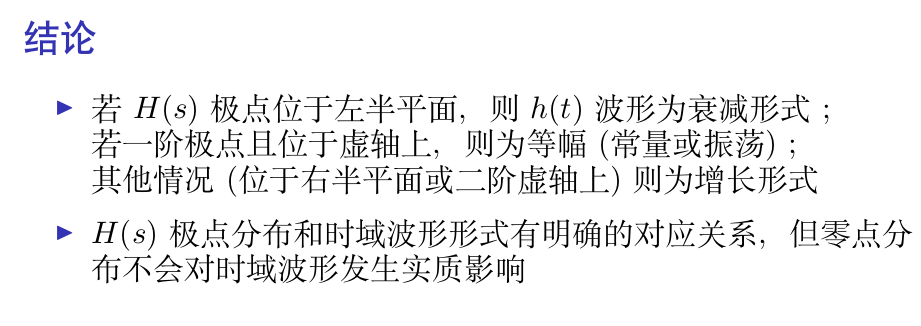 结论
▶ 若 H(s) 极点位于左半平面，则 h(t) 波形为衰减形式；
若一阶极点且位于虚轴上，则为等幅 (常量或振荡)；
其他情况 (位于右半平面或二阶虚轴上) 则为增长形式
▶ H(s) 极点分布和时域波形形式有明确的对应关系，但零点分
布不会对时域波形发生实质影响